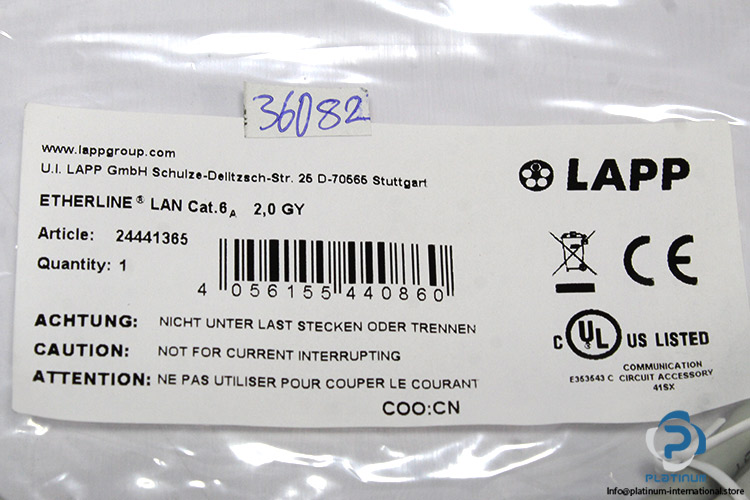 36082
www.lappgroup.com
U.I. LAPP GmbH Schulze-Delitzsch-Str. 25 D-70565 Stuttgart
LAPP
ETHERLINE® LAN Cat.6A 2,0 GY
Article: 24441365
Quantity: 1
4 056155 440860
CE
ACHTUNG: NICHT UNTER LAST STECKEN ODER TRENNEN
CAUTION: NOT FOR CURRENT INTERRUPTING
ATTENTION: NE PAS UTILISER POUR COUPER LE COURANT
C UL US LISTED
COMMUNICATION
E353543 C CIRCUIT ACCESSORY
41SX
COO:CN
PLATINUM
Info@platinum-international.store